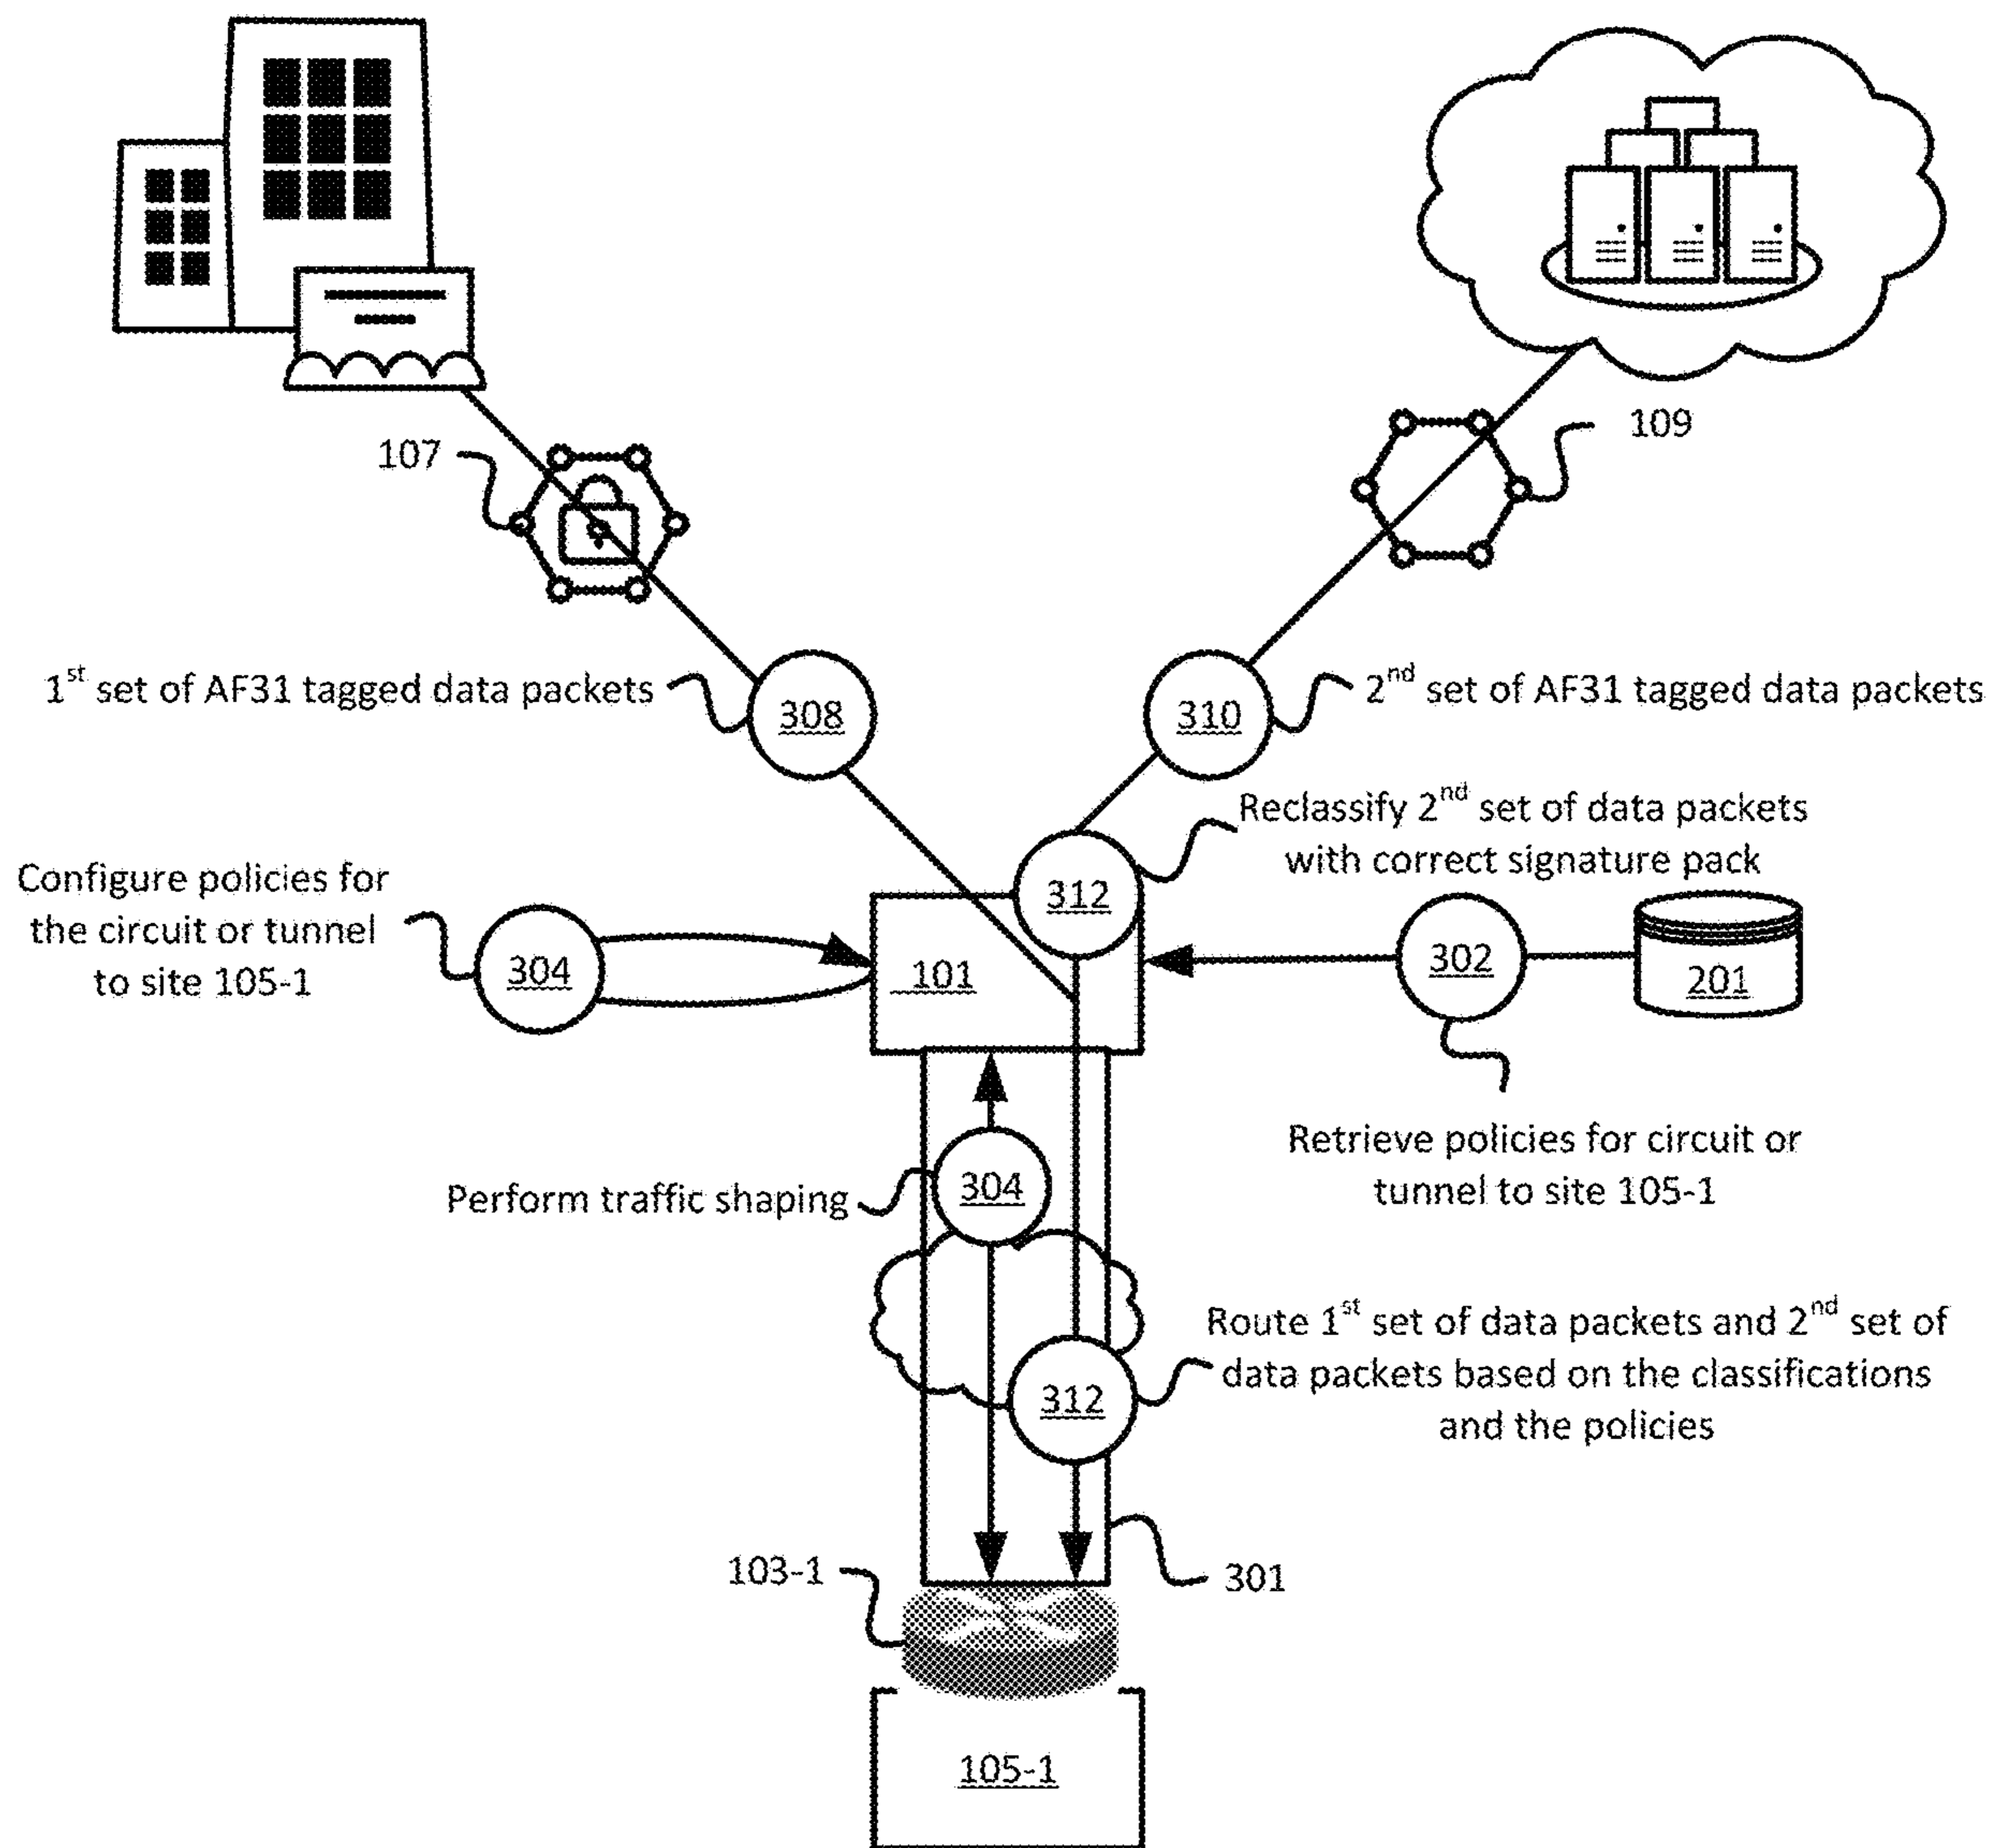 107
109
1st set of AF31 tagged data packets
308
310
2nd set of AF31 tagged data packets
Reclassify 2nd set of data packets
with correct signature pack
312
Configure policies for
the circuit or tunnel
to site 105-1
304
101
302
201
Retrieve policies for circuit or
tunnel to site 105-1
Perform traffic shaping
304
Route 1st set of data packets and 2nd set of
data packets based on the classifications
and the policies
312
103-1
301
105-1